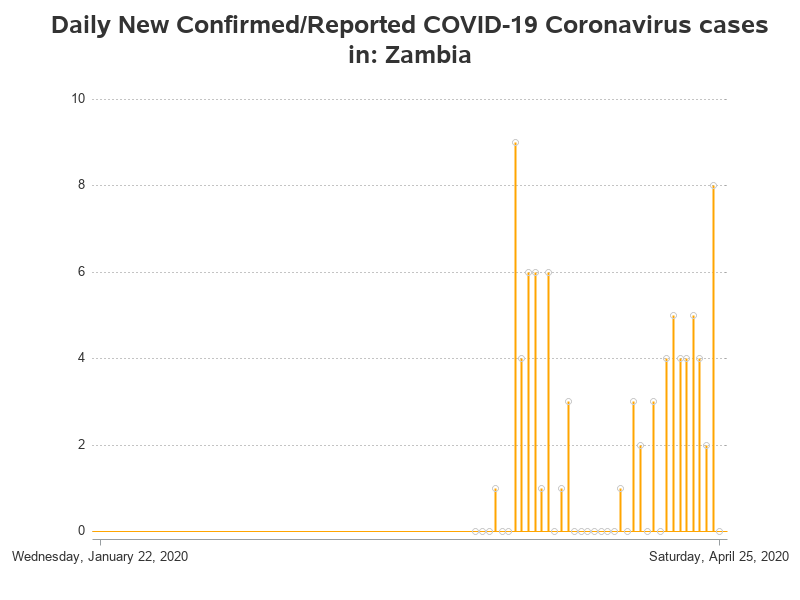 Daily New Confirmed/Reported COVID-19 Coronavirus cases
in: Zambia
10
8
6
4
2
0
Wednesday, January 22, 2020
Saturday, April 25, 2020